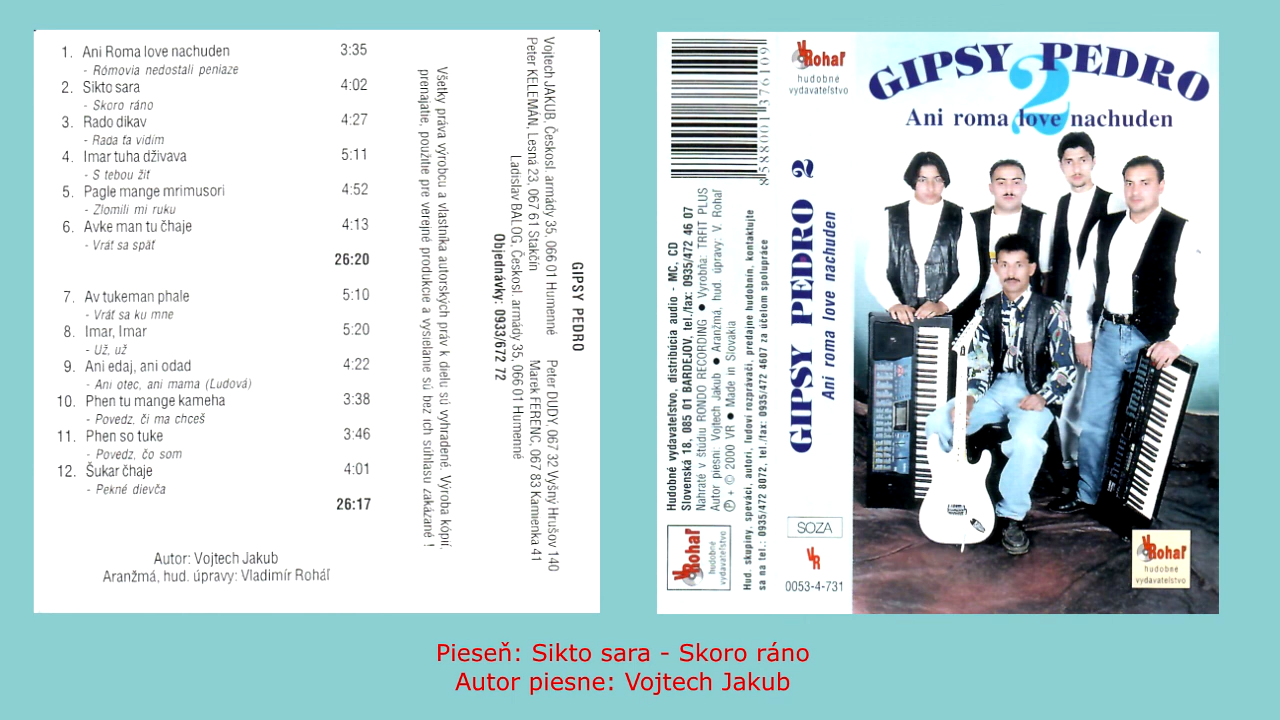 1. Ani Roma love nachuden 3:35
- Rómovia nedostali peniaze
2. Sikto sara 4:02
- Skoro ráno
3. Rado dikav 4:27
- Rada ťa vidím
4. Imar tuha dživava 5:11
- S tebou žiť
5. Pagle mange mrimusori 4:52
- Zlomili mi ruku
6. Avke man tu čhaje 4:13
- Vráť sa späť
26:20
7. Av tukeman phale 5:10
- Vráť sa ku mne
8. Imar, Imar 5:20
- Už, už
9. Ani edaj, ani odad 4:22
- Ani otec, ani mama (Ľudová)
10. Phen tu mange kameha 3:38
- Povedz, či ma chceš
11. Phen so tuke 3:46
- Povedz, čo som
12. Šukar čhaje 4:01
- Pekné dievča
26:17
Autor: Vojtech Jakub
Aranžmá, hud. úpravy: Vladimír Roháľ
GIPSY PEDRO
Vojtech JAKUB, Českosl. armády 35, 066 01 Humenné Peter DUDY, 067 32 Vyšný Hrušov 140
Peter KELEMÁN, Lesná 23, 067 61 Stakčín Marek FERENC, 067 83 Kamienka 41
Ladislav BALOG, Českosl. armády 35, 066 01 Humenné
Objednávky: 0933/672 72
Všetky práva výrobcu a vlastníka autorských práv k dielu sú vyhradené. Výroba kópií,
prenajatie, použitie pre verejné produkcie a vysielanie sú bez ich súhlasu zakázané !
8588001376109
Hudobné vydavateľstvo, distribúcia audio - MC, CD
Slovenská 18, 085 01 BARDEJOV, tel./fax: 0935/472 46 07
Nahraté v štúdiu RONDO RECORDING ● Výrobňa: TRFIT PLUS
Autor piesní: Vojtech Jakub ● Aranžmá, hud. úpravy: V. Roháľ
Ⓟ + © 2000 VR ● Made in Slovakia
Hud. skupiny, speváci, autori, ľudoví rozprávači, predajne hudobnín, kontaktujte
sa na tel.: 0935/472 8072, tel./fax: 0935/472 4607 za účelom spolupráce
VRohaľ
hudobné
vydavateľstvo
VRohaľ
hudobné
vydavateľstvo
GIPSY PEDRO 2
Ani roma love nachuden
SOZA
VR
0053-4-731
GIPSY PEDRO
2
Ani roma love nachuden
VRohaľ
hudobné
vydavateľstvo
Pieseň: Sikto sara - Skoro ráno
Autor piesne: Vojtech Jakub